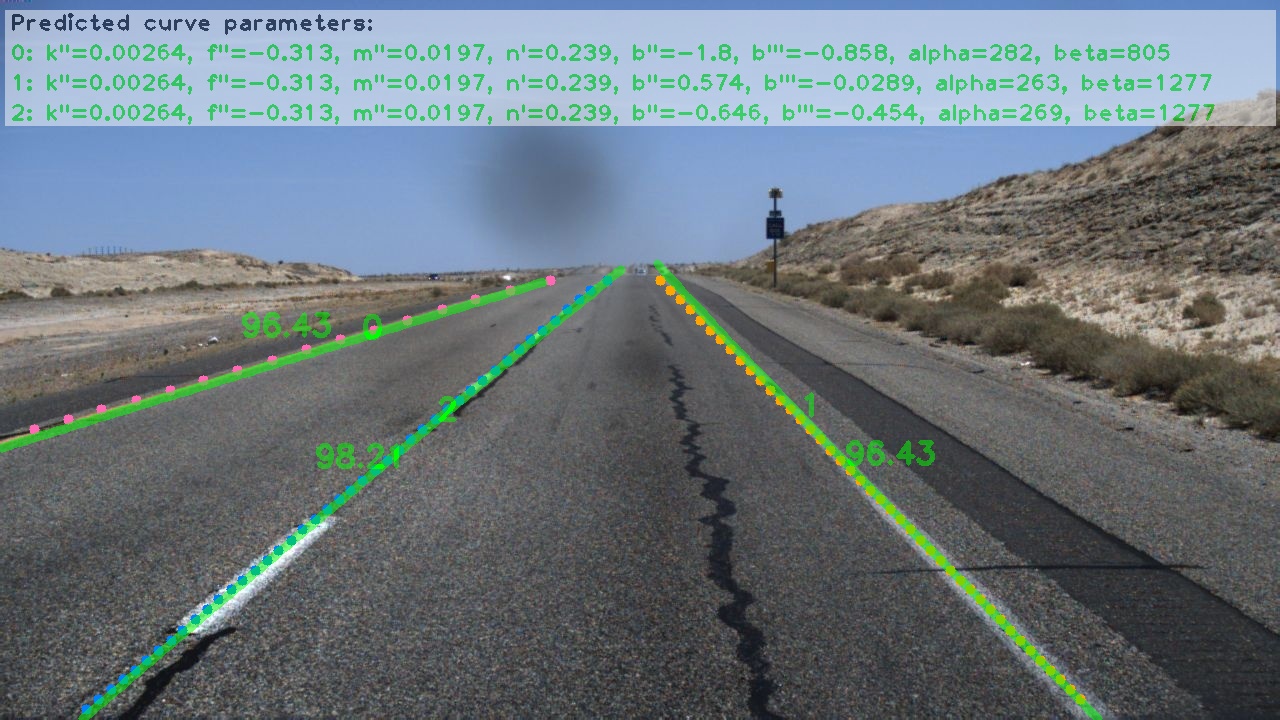 Predicted curve parameters:
0: k''=0.00264, f''=−0.313, m''=0.0197, n'=0.239, b''=−1.8, b'''=−0.858, alpha=282, beta=805
1: k''=0.00264, f''=−0.313, m''=0.0197, n'=0.239, b''=0.574, b'''=−0.0289, alpha=263, beta=1277
2: k''=0.00264, f''=−0.313, m''=0.0197, n'=0.239, b''=−0.646, b'''=−0.454, alpha=269, beta=1277
96.43 0
2 1
98.21 96.43